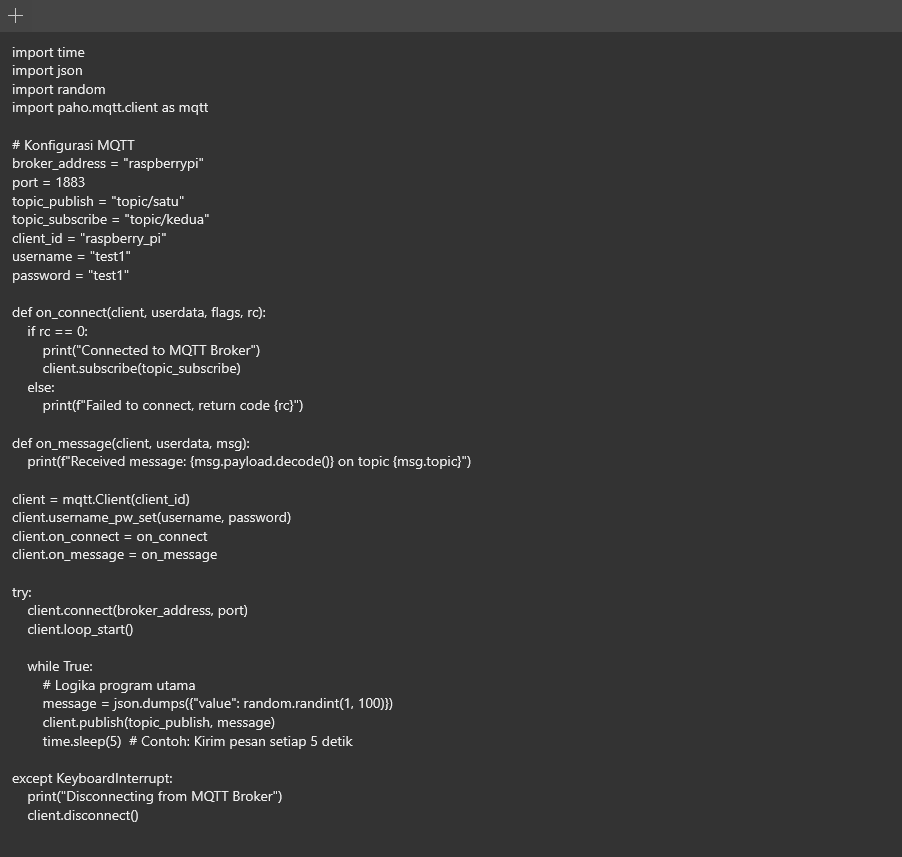 import time
import json
import random
import paho.mqtt.client as mqtt

# Konfigurasi MQTT
broker_address = "raspberrypi"
port = 1883
topic_publish = "topic/satu"
topic_subscribe = "topic/kedua"
client_id = "raspberry_pi"
username = "test1"
password = "test1"

def on_connect(client, userdata, flags, rc):
    if rc == 0:
        print("Connected to MQTT Broker")
        client.subscribe(topic_subscribe)
    else:
        print(f"Failed to connect, return code {rc}")

def on_message(client, userdata, msg):
    print(f"Received message: {msg.payload.decode()} on topic {msg.topic}")

client = mqtt.Client(client_id)
client.username_pw_set(username, password)
client.on_connect = on_connect
client.on_message = on_message

try:
    client.connect(broker_address, port)
    client.loop_start()

    while True:
        # Logika program utama
        message = json.dumps({"value": random.randint(1, 100)})
        client.publish(topic_publish, message)
        time.sleep(5)  # Contoh: Kirim pesan setiap 5 detik

except KeyboardInterrupt:
    print("Disconnecting from MQTT Broker")
    client.disconnect()